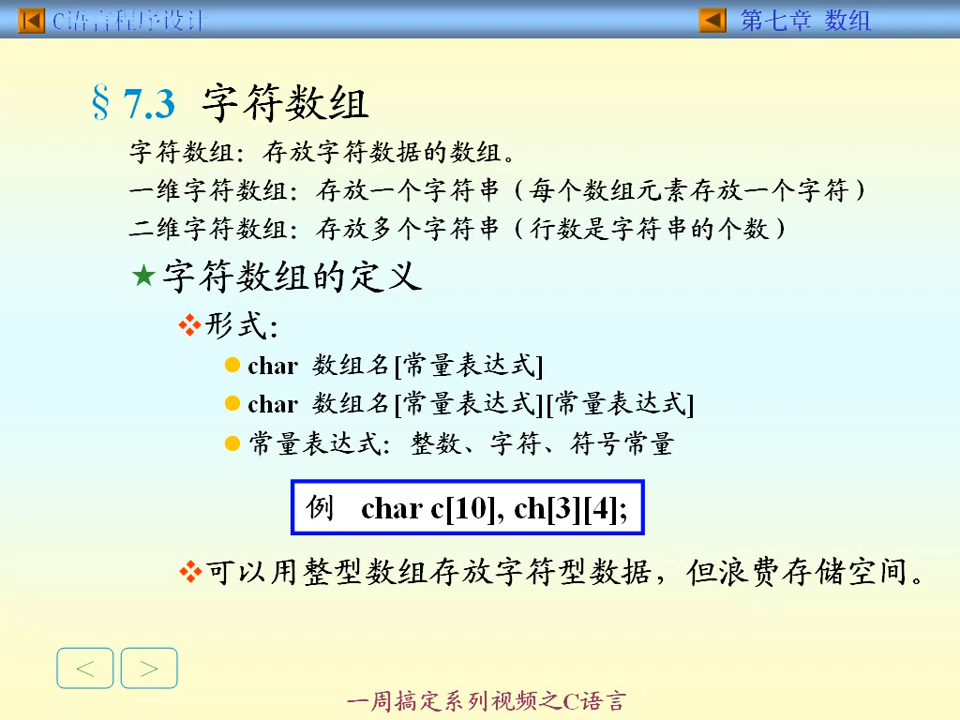 C语言程序设计
第七章 数组
§7.3 字符数组
字符数组：存放字符数据的数组。
一维字符数组：存放一个字符串（每个数组元素存放一个字符）
二维字符数组：存放多个字符串（行数是字符串的个数）
★字符数组的定义
❖形式：
●char 数组名[常量表达式]
●char 数组名[常量表达式][常量表达式]
●常量表达式：整数、字符、符号常量
例 char c[10], ch[3][4];
❖可以用整型数组存放字符型数据，但浪费存储空间。
< >
一周搞定系列视频之C语言